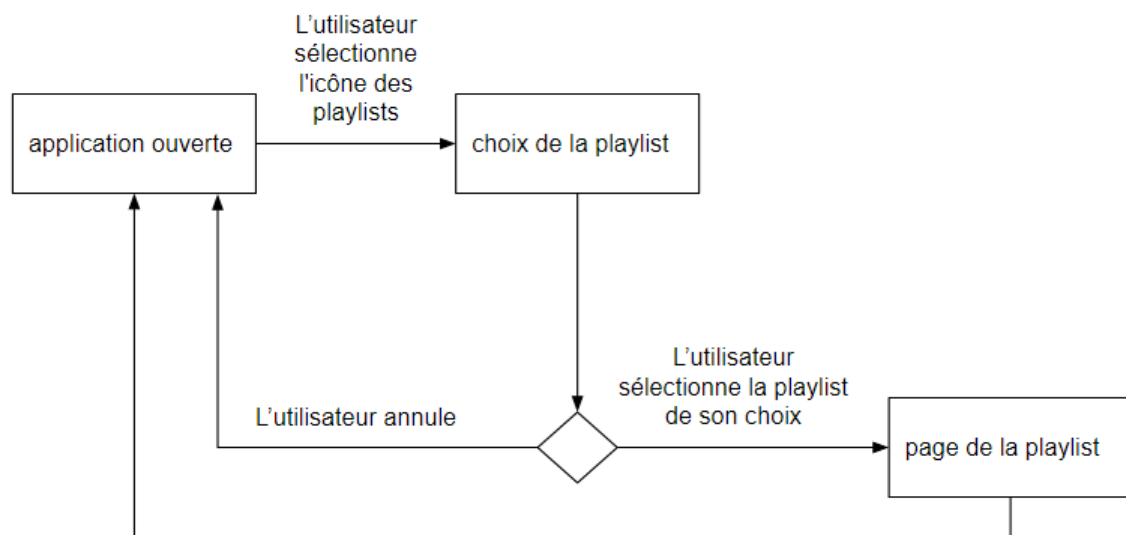 L’utilisateur
sélectionne
l'icône des
playlists
application ouverte
choix de la playlist
L’utilisateur
sélectionne la playlist
de son choix
L’utilisateur annule
page de la playlist